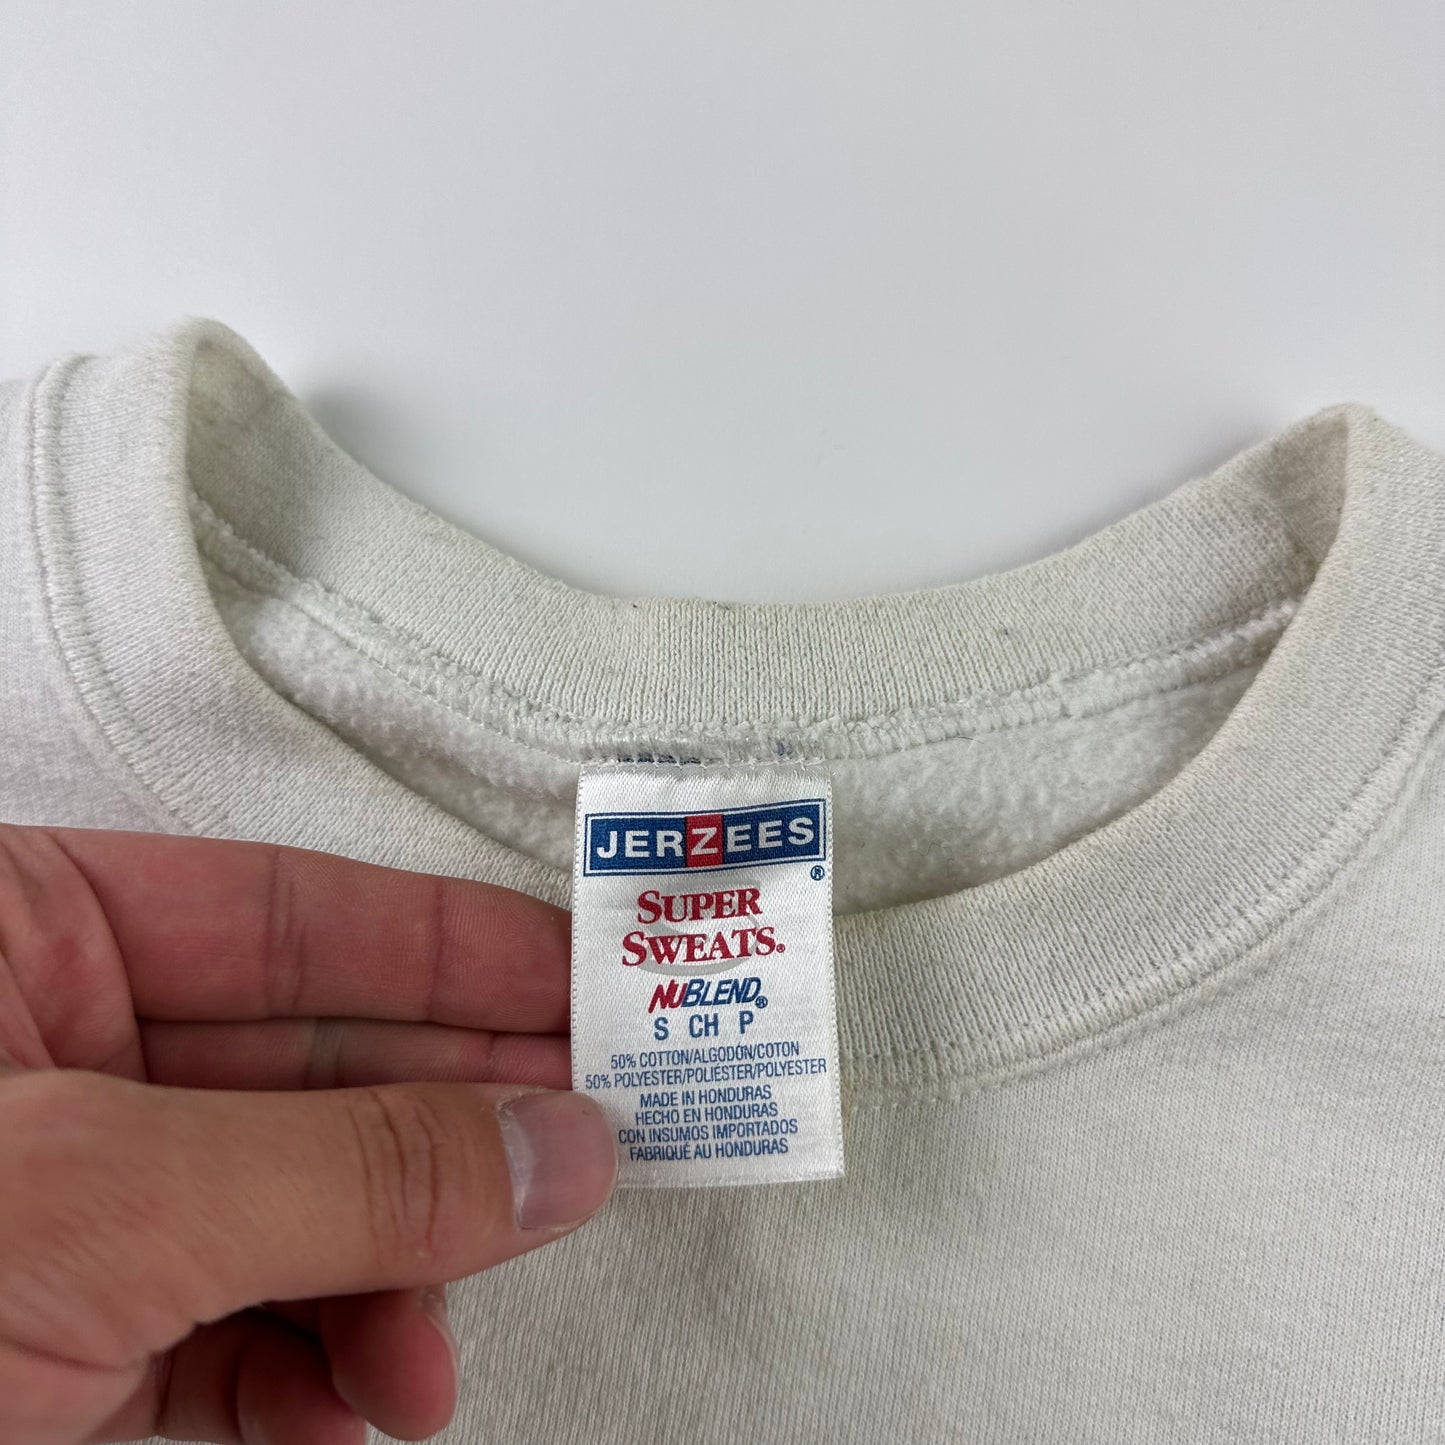 JERZEES
®
SUPER
SWEATS®
NUBLEND®
S CH P
50% COTTON/ALGODÓN/COTON
50% POLYESTER/POLIÉSTER/POLYESTER
MADE IN HONDURAS
HECHO EN HONDURAS
CON INSUMOS IMPORTADOS
FABRIQUÉ AU HONDURAS